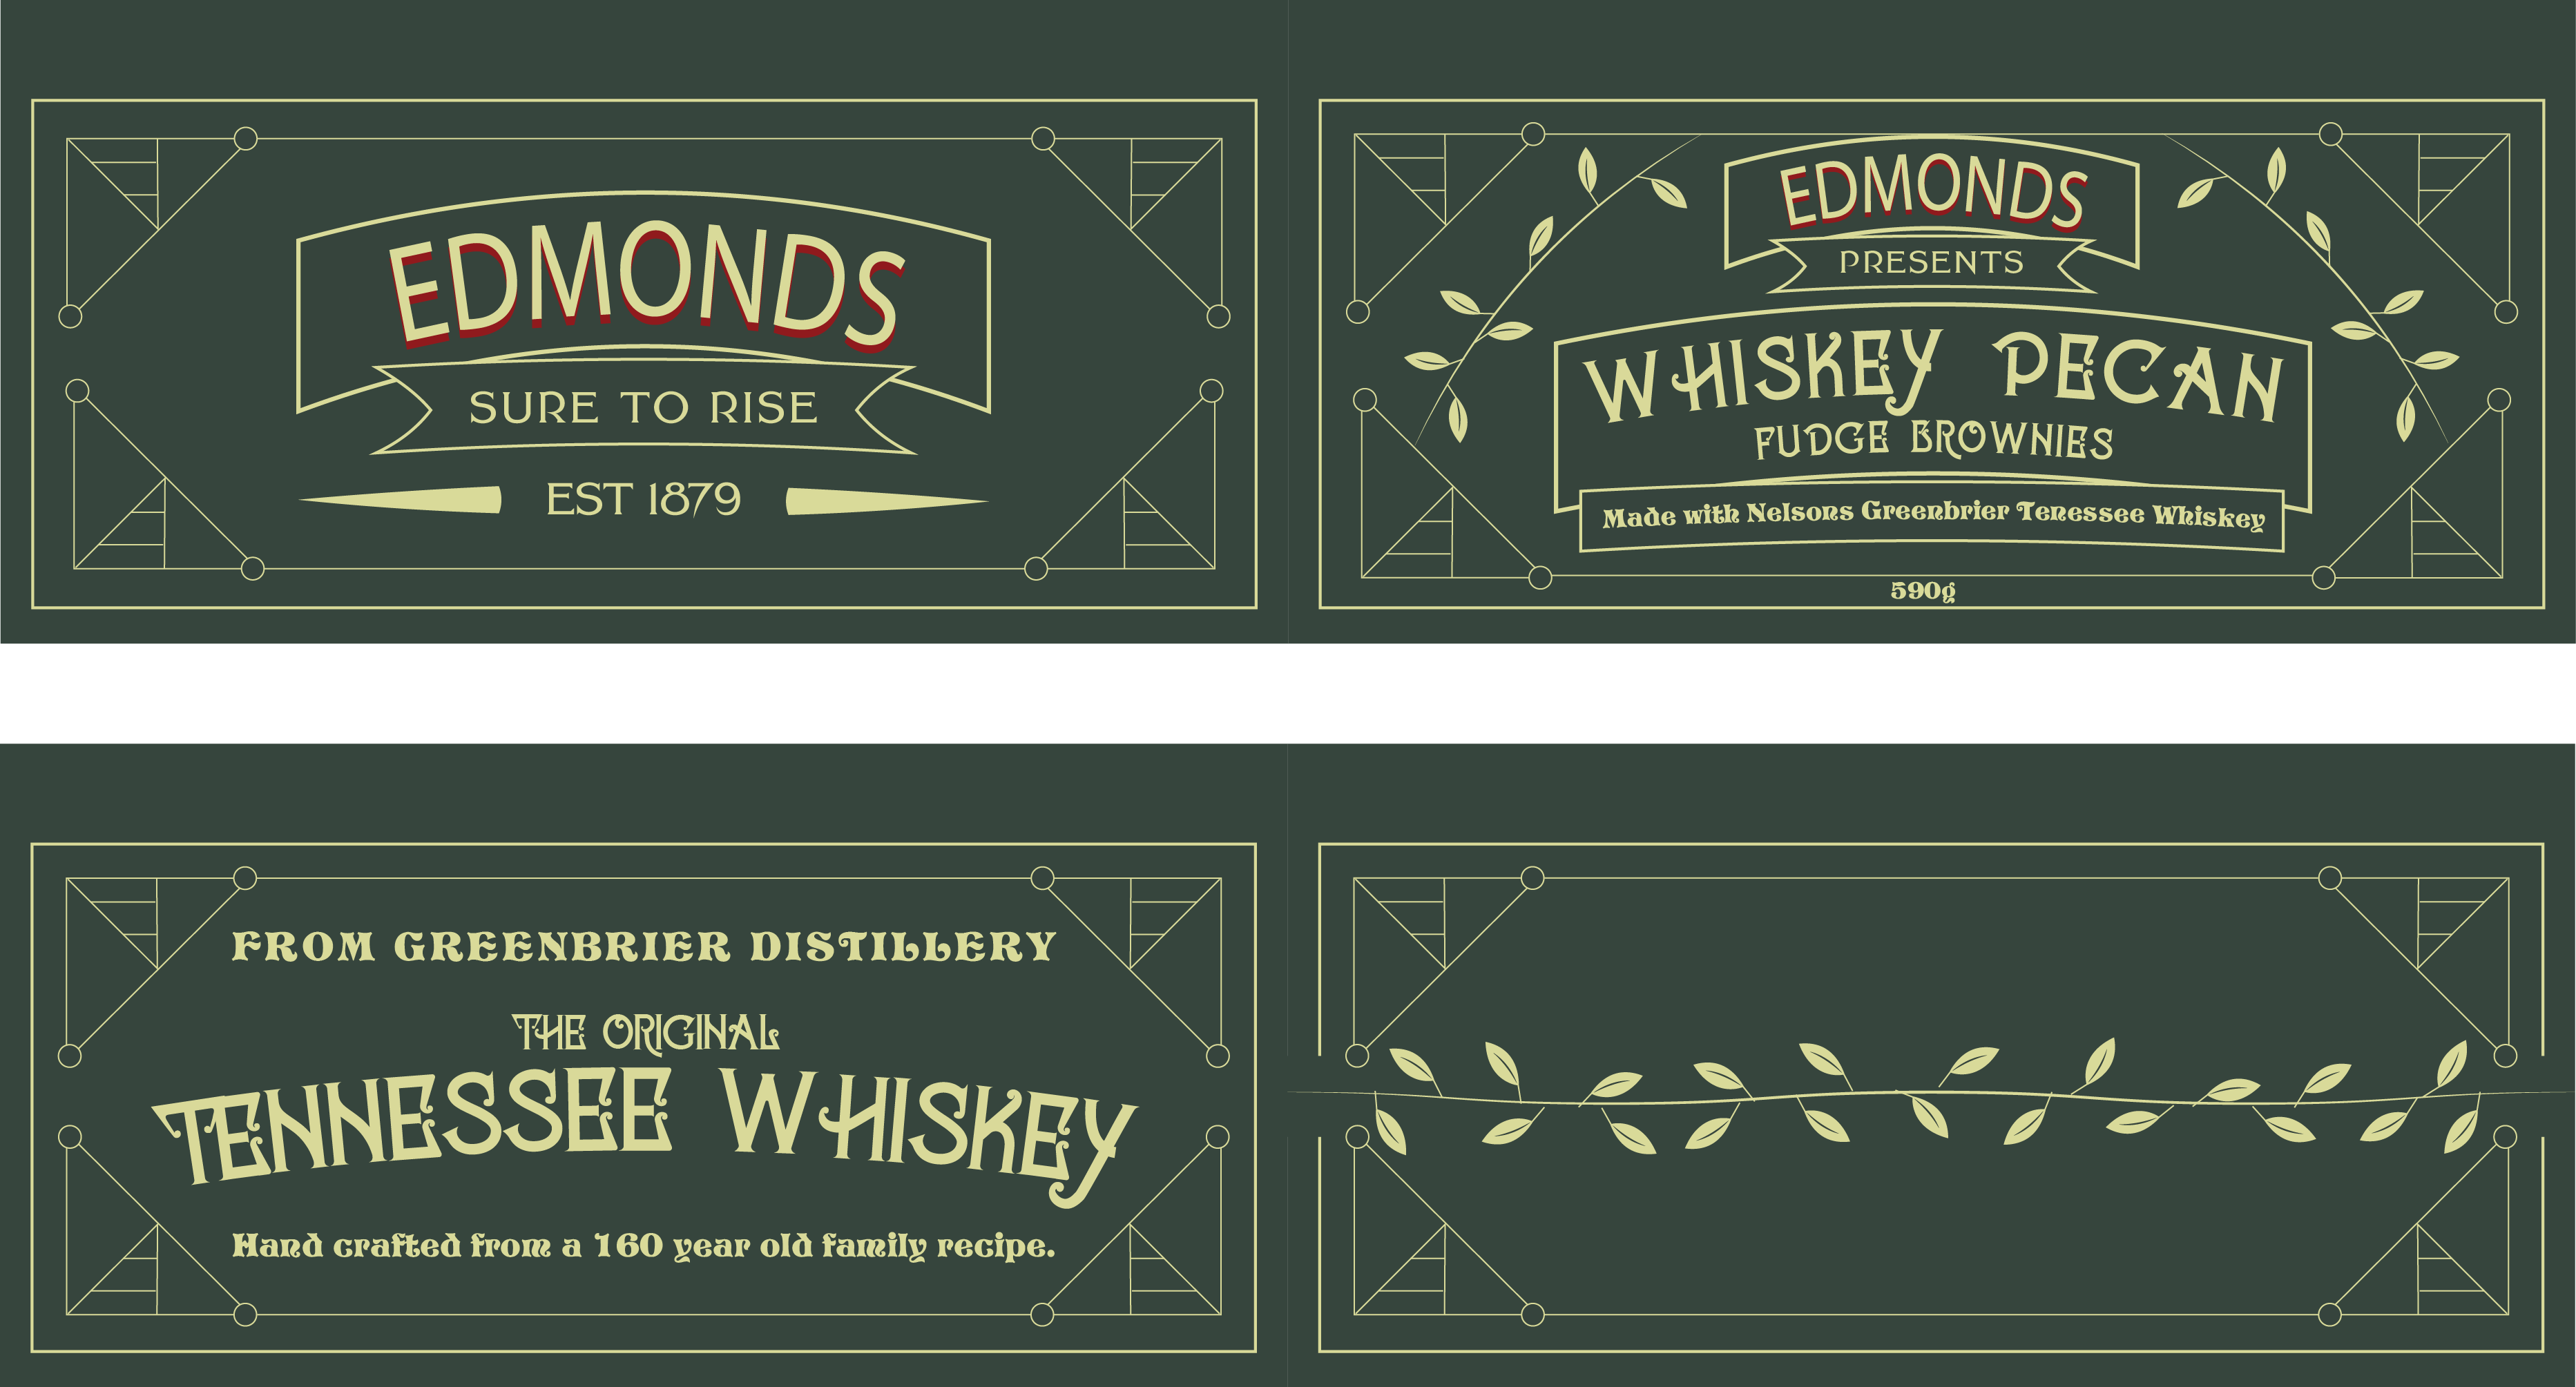 EDMONDS
SURE TO RISE
EST 1879
EDMONDS
PRESENTS
WHISKEY PECAN
FUDGE BROWNIES
Made with Nelsons Greenbrier Tenessee Whiskey
590g
FROM GREENBRIER DISTILLERY
THE ORIGINAL
TENNESSEE WHISKEY
Hand crafted from a 160 year old family recipe.